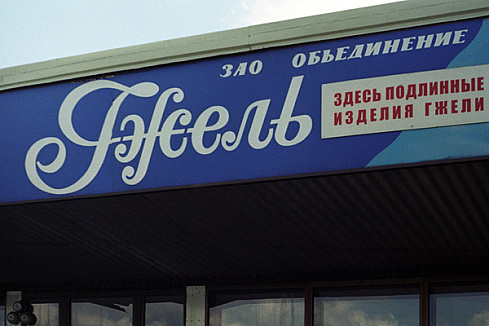 ЗАО ОБЪЕДИНЕНИЕ
Гжель
ЗДЕСЬ ПОДЛИННЫЕ
ИЗДЕЛИЯ ГЖЕЛИ